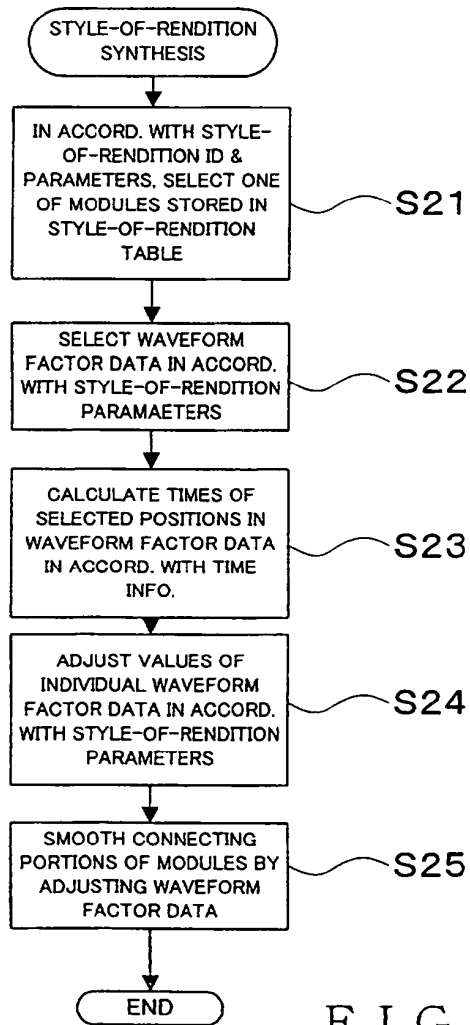 STYLE-OF-RENDITION
SYNTHESIS
IN ACCORD. WITH STYLE-
OF-RENDITION ID &
PARAMETERS, SELECT ONE
OF MODULES STORED IN
STYLE-OF-RENDITION
TABLE
S21
SELECT WAVEFORM
FACTOR DATA IN ACCORD.
WITH STYLE-OF-RENDITION
PARAMAETERS
S22
CALCULATE TIMES OF
SELECTED POSITIONS IN
WAVEFORM FACTOR DATA
IN ACCORD. WITH TIME
INFO.
S23
ADJUST VALUES OF
INDIVIDUAL WAVEFORM
FACTOR DATA IN ACCORD.
WITH STYLE-OF-RENDITION
PARAMETERS
S24
SMOOTH CONNECTING
PORTIONS OF MODULES BY
ADJUSTING WAVEFORM
FACTOR DATA
S25
END
F I G